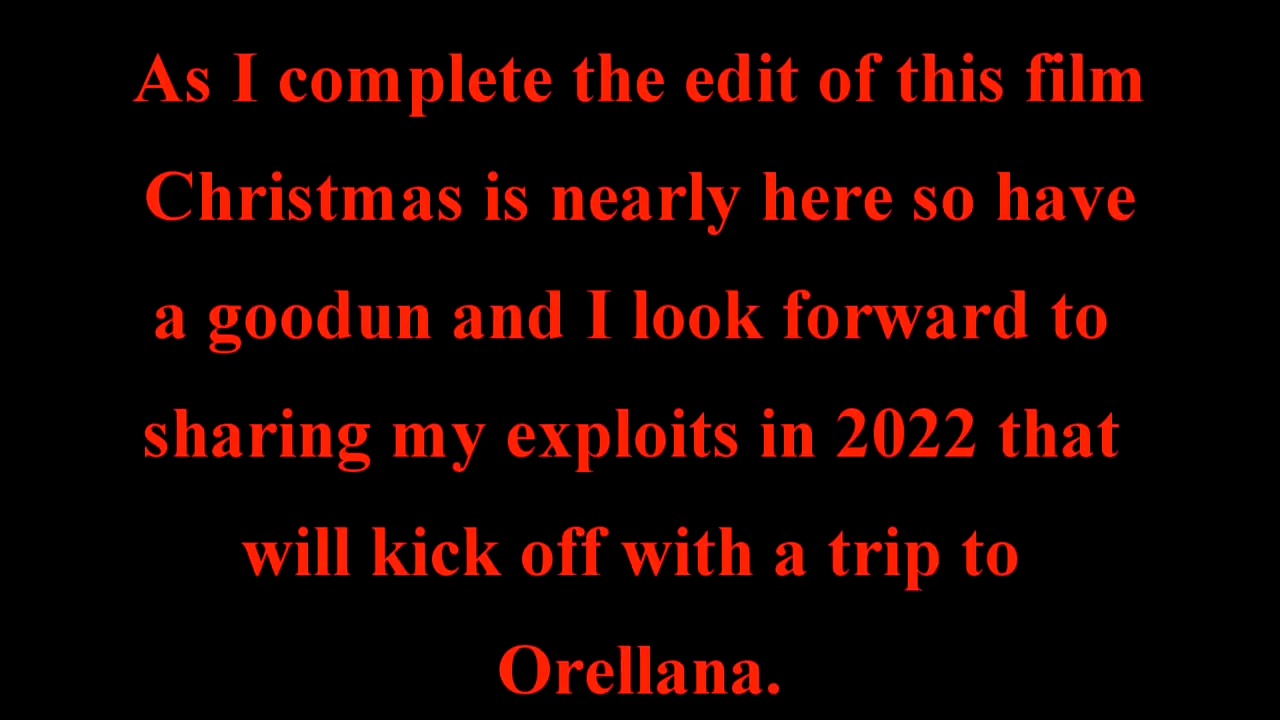 As I complete the edit of this film
Christmas is nearly here so have
a goodun and I look forward to
sharing my exploits in 2022 that
will kick off with a trip to
Orellana.